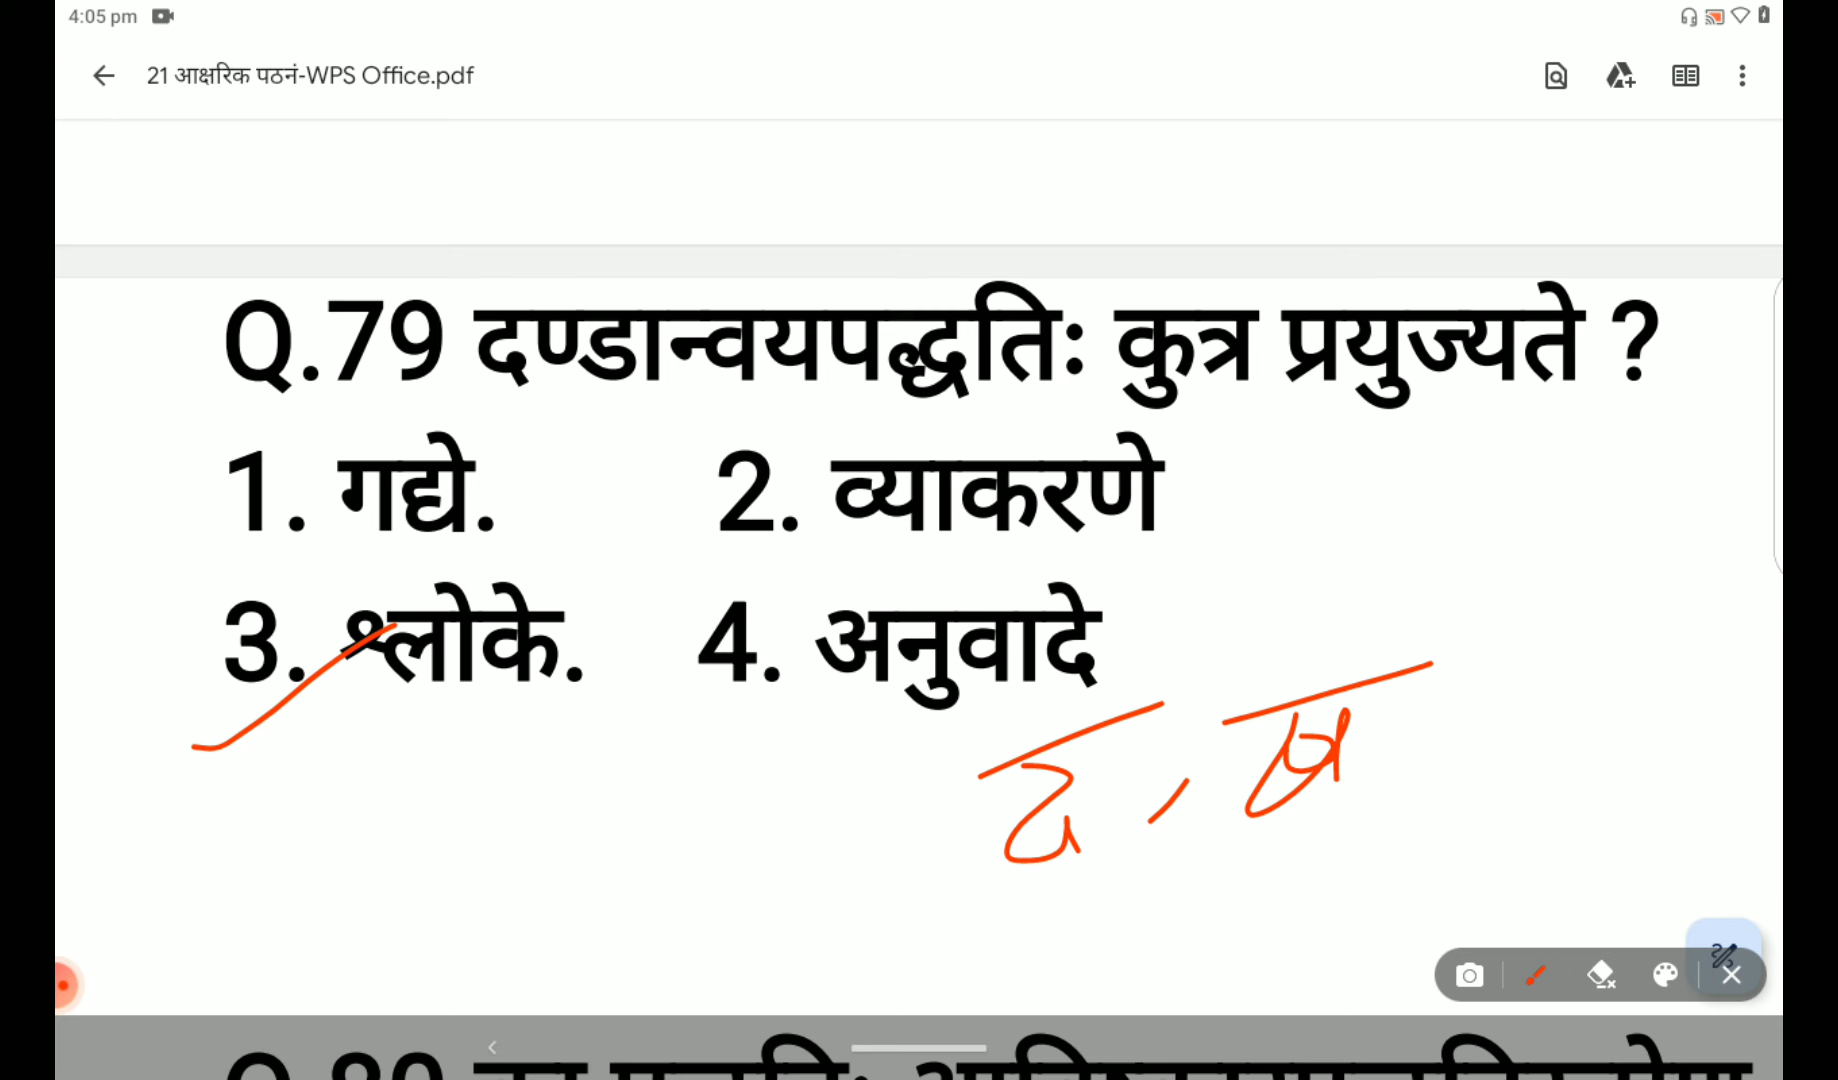 4:05 pm
21 आक्षरिक पठनं-WPS Office.pdf
Q.79 दण्डान्वयपद्धतिः कुत्र प्रयुज्यते ?
1. गद्ये. 2. व्याकरणे
3. श्लोके. 4. अनुवादे